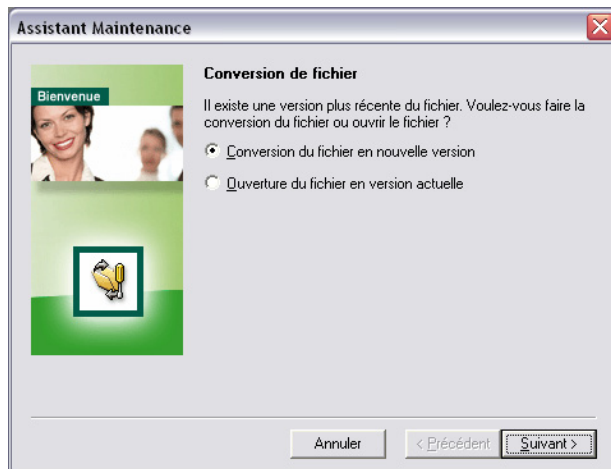 Assistant Maintenance
Bienvenue
Conversion de fichier
Il existe une version plus récente du fichier. Voulez-vous faire la
conversion du fichier ou ouvrir le fichier ?
Conversion du fichier en nouvelle version
Ouverture du fichier en version actuelle
Annuler
< Précédent
Suivant >